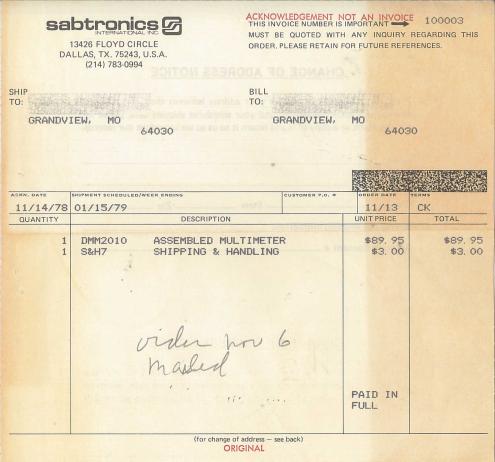 sabtronics
INTERNATIONAL INC.
13426 FLOYD CIRCLE
DALLAS, TX. 75243, U.S.A.
(214) 783-0994
ACKNOWLEDGEMENT NOT AN INVOICE
THIS INVOICE NUMBER IS IMPORTANT 100003
MUST BE QUOTED WITH ANY INQUIRY REGARDING THIS
ORDER. PLEASE RETAIN FOR FUTURE REFERENCES.
CHANGE OF ADDRESS NOTICE
SHIP TO:
GRANDVIEW, MO
64030
BILL TO:
GRANDVIEW, MO
64030
ACKN. DATE SHIPMENT SCHEDULED/WEEK ENDING CUSTOMER P.O. # ORDER DATE TERMS
11/14/78 01/15/79 11/13 CK
QUANTITY DESCRIPTION UNIT PRICE TOTAL
1 DMM2010 ASSEMBLED MULTIMETER $89.95 $89.95
1 S&H7 SHIPPING & HANDLING $3.00 $3.00
order nov 6
mailed
PAID IN
FULL
(for change of address – see back)
ORIGINAL